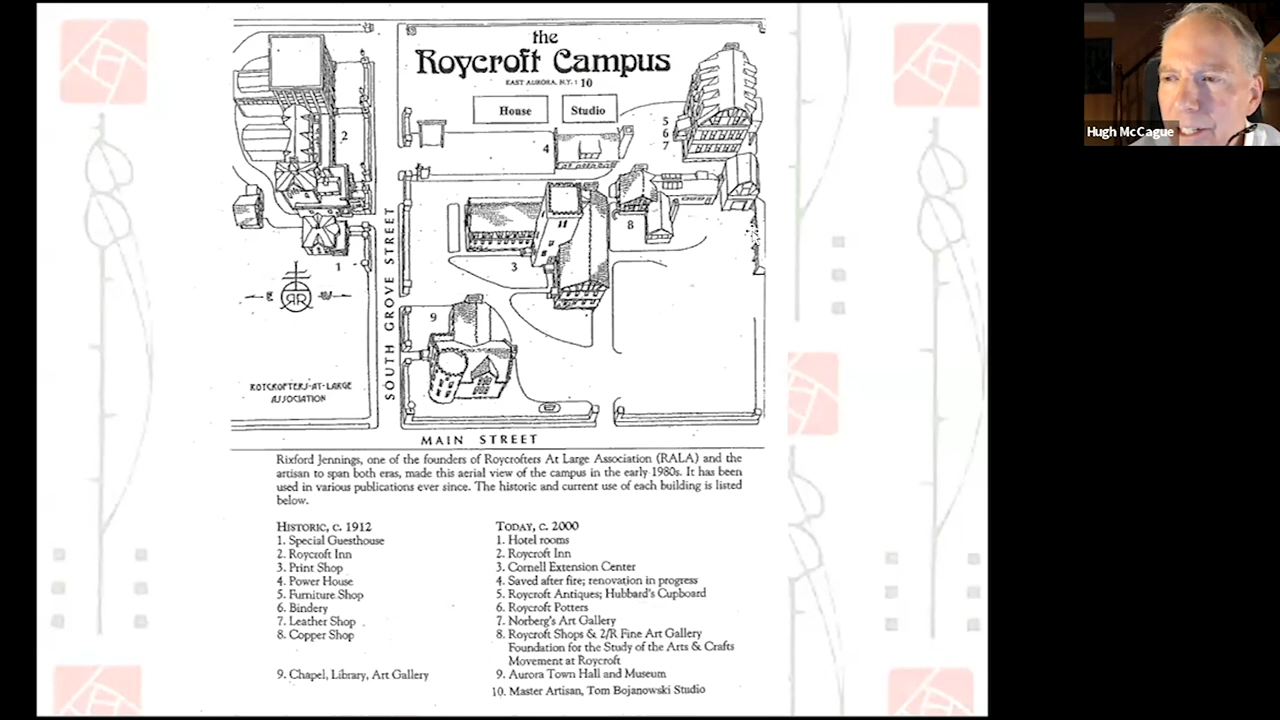 the
Roycroft Campus
EAST AURORA, N.Y. 10
House Studio
5
6
7
2
4
11
8
3
1
9
SOUTH GROVE STREET
ROYCROFTERS-AT-LARGE
ASSOCIATION
MAIN STREET
Rixford Jennings, one of the founders of Roycrofters At Large Association (RALA) and the
artisan to span both eras, made this aerial view of the campus in the early 1980s. It has been
used in various publications ever since. The historic and current use of each building is listed
below.
HISTORIC, C. 1912
1. Special Guesthouse
2. Roycroft Inn
3. Print Shop
4. Power House
5. Furniture Shop
6. Bindery
7. Leather Shop
8. Copper Shop
9. Chapel, Library, Art Gallery
TODAY, C. 2000
1. Hotel rooms
2. Roycroft Inn
3. Cornell Extension Center
4. Saved after fire; renovation in progress
5. Roycroft Antiques; Hubbard's Cupboard
6. Roycroft Potters
7. Norberg's Art Gallery
8. Roycroft Shops & 2/R Fine Art Gallery
Foundation for the Study of the Arts & Crafts
Movement at Roycroft
9. Aurora Town Hall and Museum
10. Master Artisan, Tom Bojanowski Studio
Hugh McCague